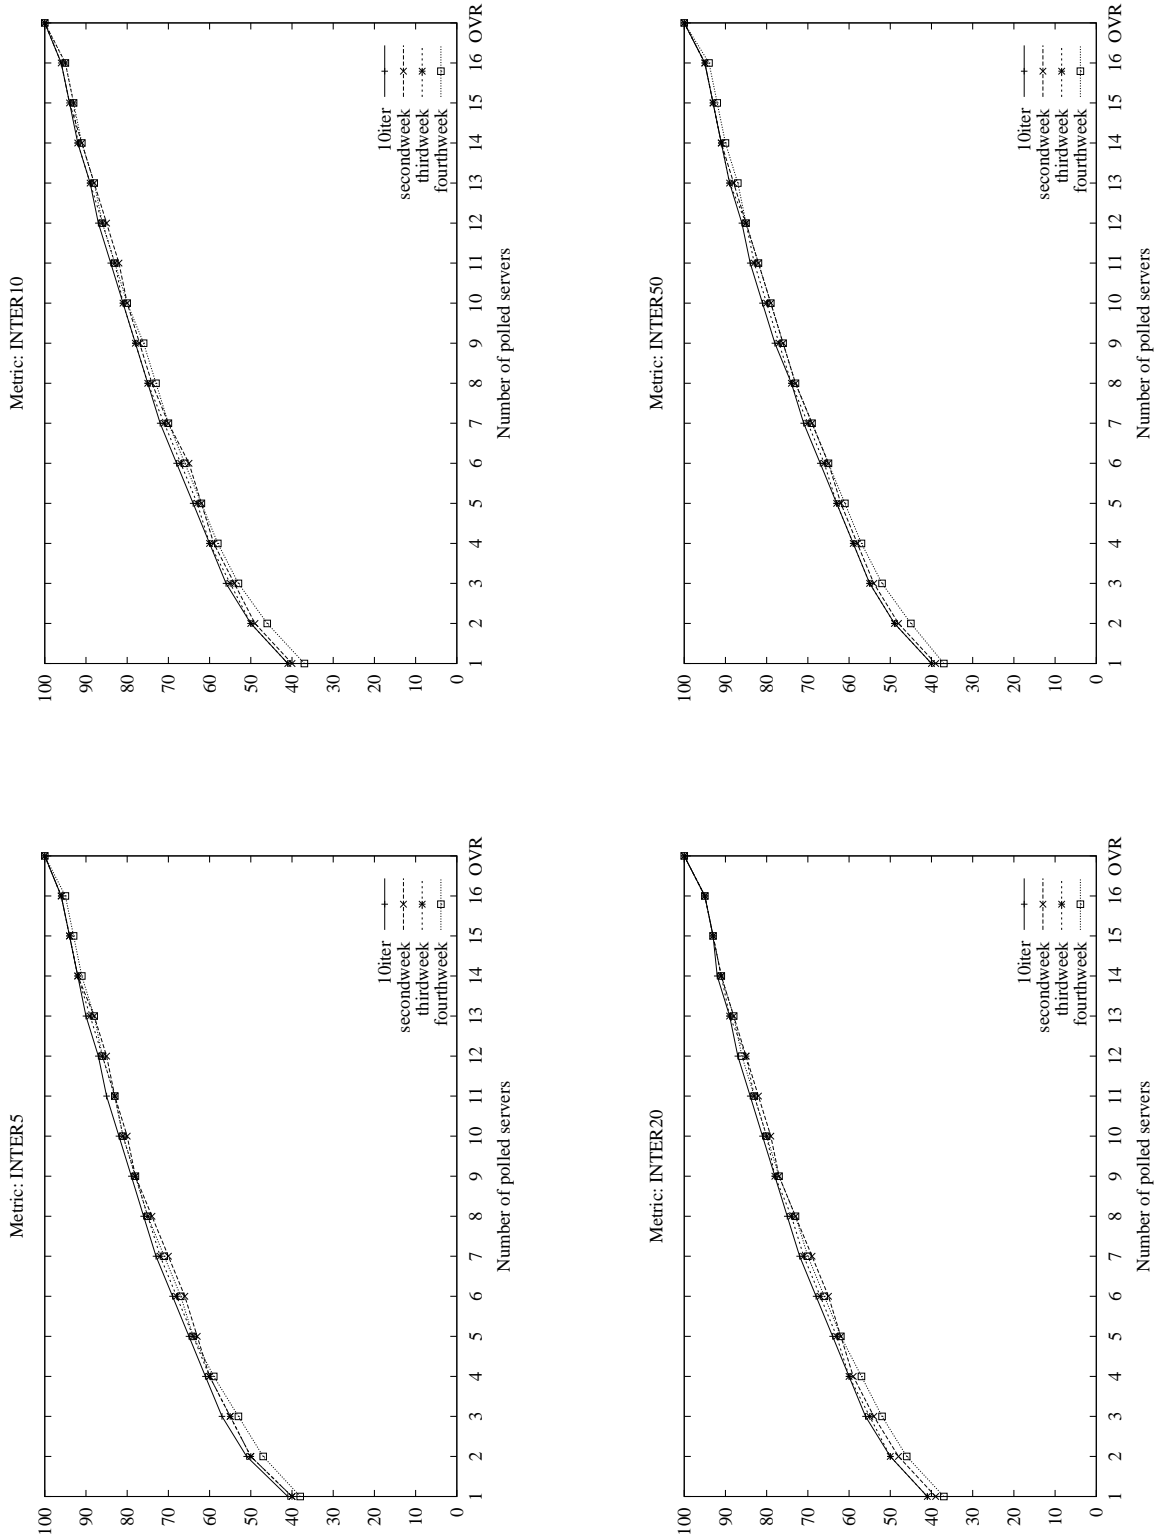 Metric: INTER5
100
90
80
70
60
50
40
30
20
10
0
10iter
secondweek
thirdweek
fourthweek
1 2 3 4 5 6 7 8 9 10 11 12 13 14 15 16 OVR
Number of polled servers
Metric: INTER10
100
90
80
70
60
50
40
30
20
10
0
10iter
secondweek
thirdweek
fourthweek
1 2 3 4 5 6 7 8 9 10 11 12 13 14 15 16 OVR
Number of polled servers
Metric: INTER20
100
90
80
70
60
50
40
30
20
10
0
10iter
secondweek
thirdweek
fourthweek
1 2 3 4 5 6 7 8 9 10 11 12 13 14 15 16 OVR
Number of polled servers
Metric: INTER50
100
90
80
70
60
50
40
30
20
10
0
10iter
secondweek
thirdweek
fourthweek
1 2 3 4 5 6 7 8 9 10 11 12 13 14 15 16 OVR
Number of polled servers